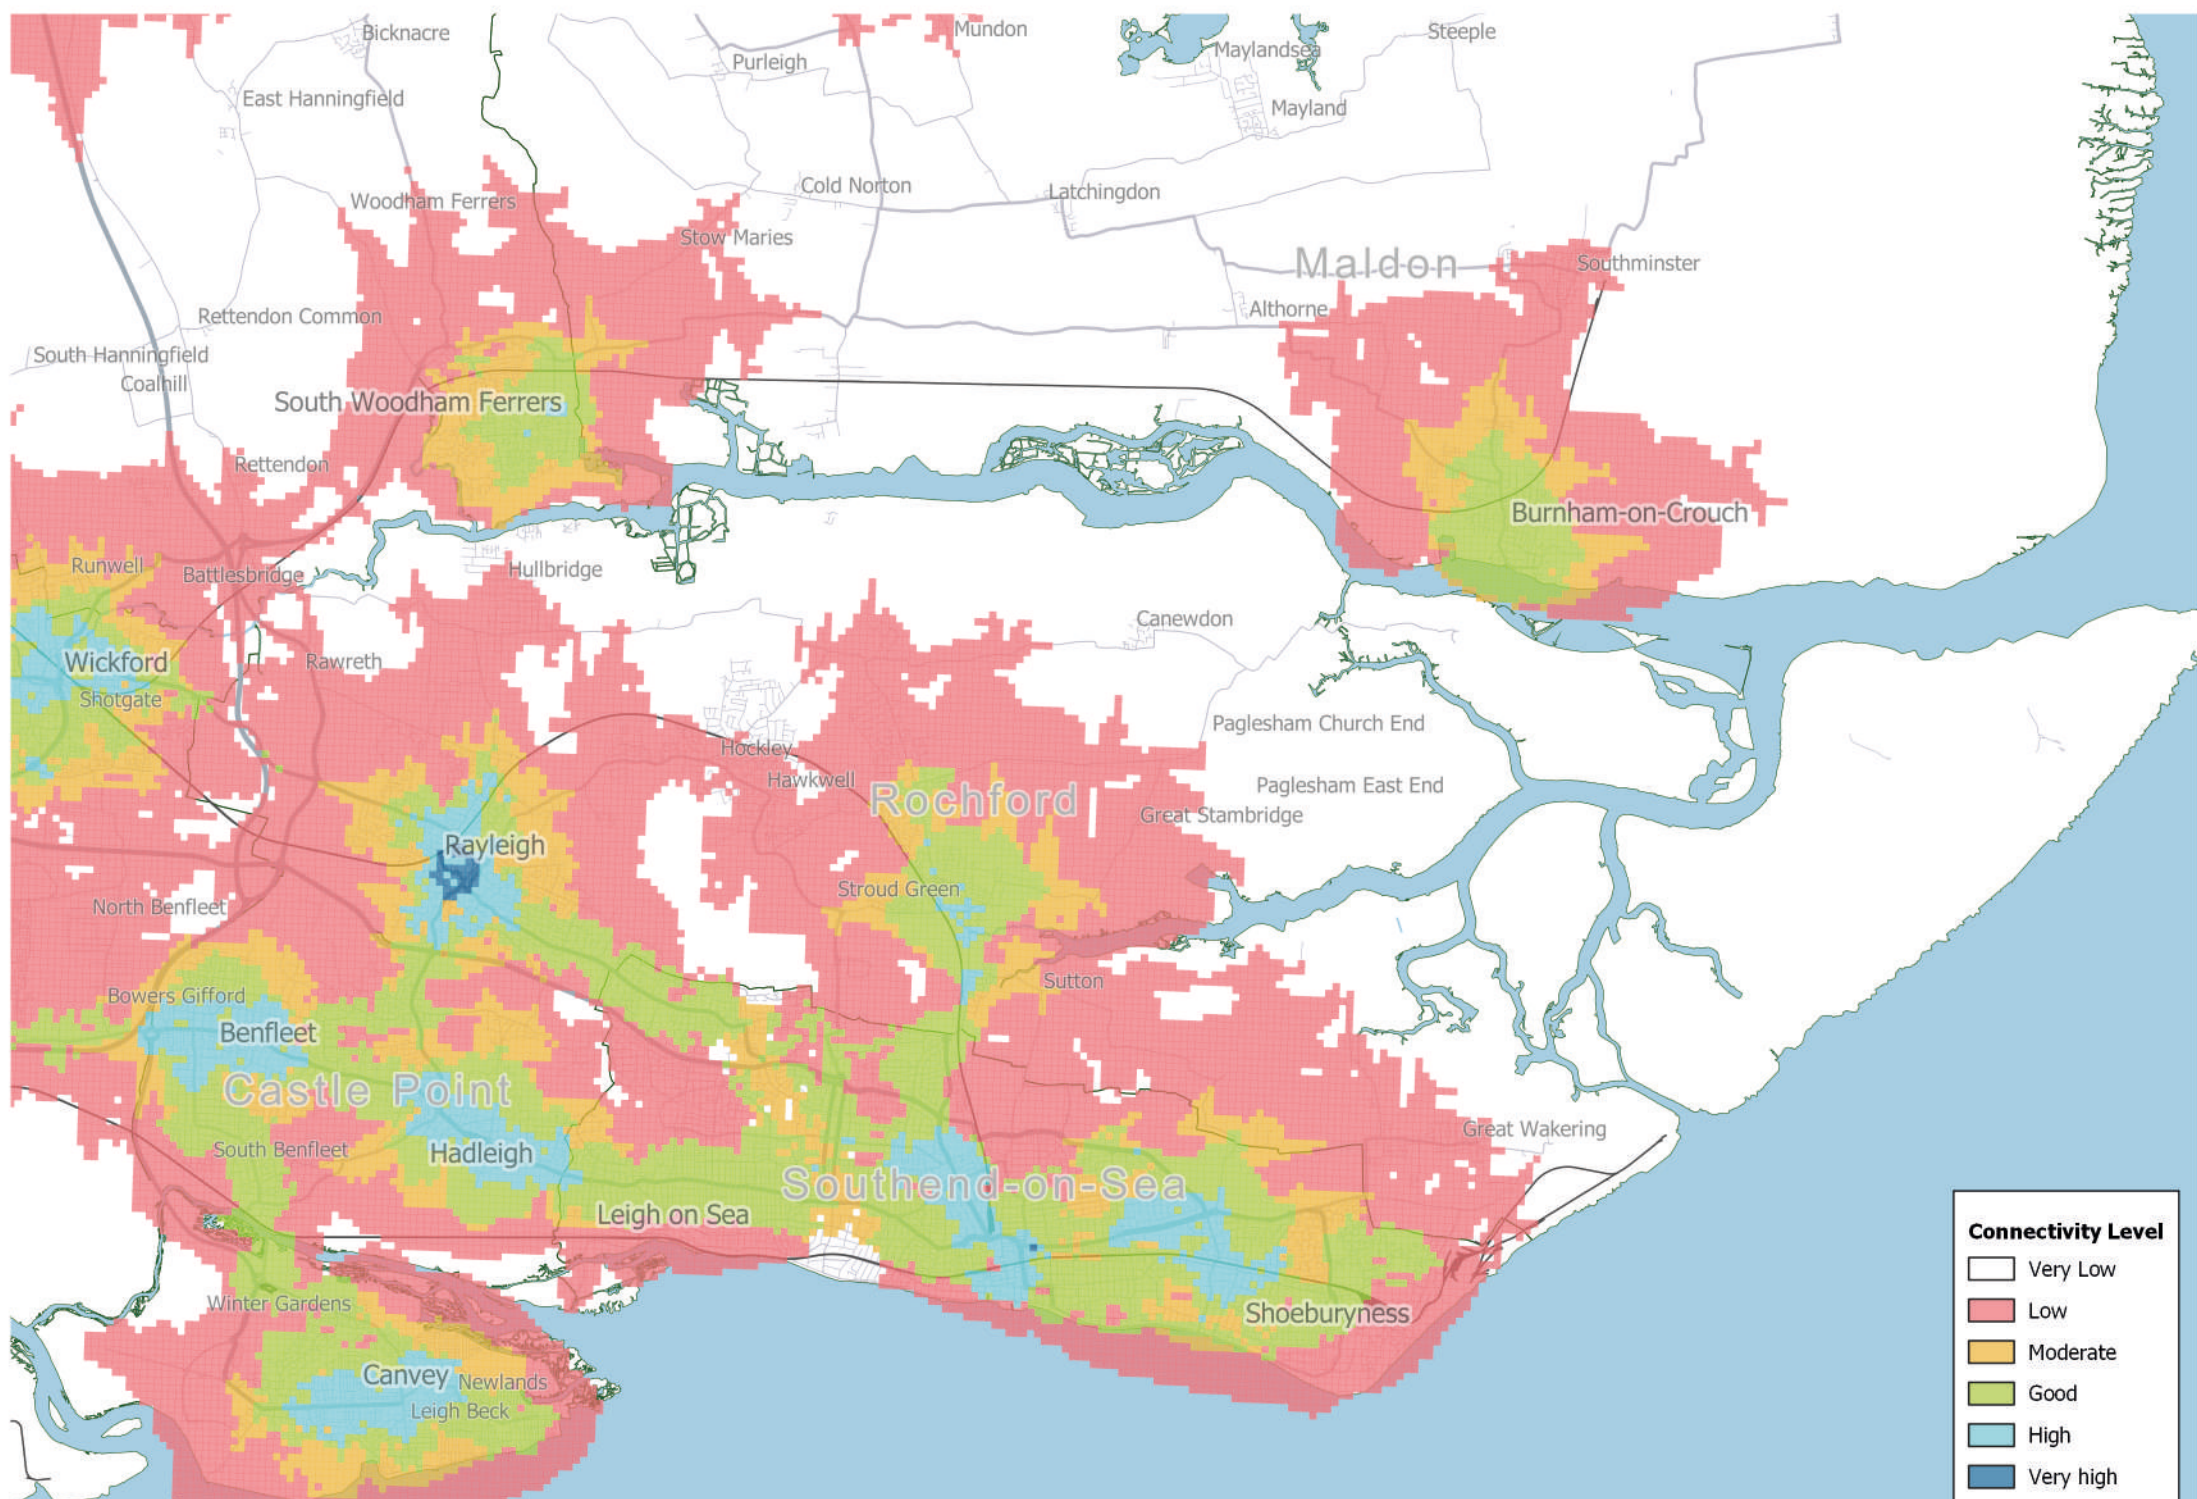 Bicknacre
Mundon
Steeple
Maylandsea
Purleigh
East Hanningfield
Mayland
Cold Norton
Latchingdon
Woodham Ferrers
Stow Maries
Maldon
Southminster
Althorne
Rettendon Common
South Hanningfield
Coalhill
South Woodham Ferrers
Rettendon
Burnham-on-Crouch
Runwell
Battlesbridge
Hullbridge
Canewdon
Wickford
Rawreth
Shotgate
Paglesham Church End
Hockley
Hawkwell
Paglesham East End
Rochford
Great Stambridge
Rayleigh
Stroud Green
North Benfleet
Sutton
Bowers Gifford
Benfleet
Castle Point
Great Wakering
South Benfleet
Hadleigh
Southend-on-Sea
Leigh on Sea
Winter Gardens
Shoeburyness
Canvey
Newlands
Leigh Beck
Connectivity Level
Very Low
Low
Moderate
Good
High
Very high